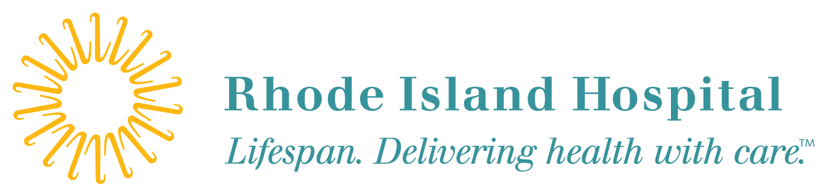 Rhode Island Hospital
Lifespan. Delivering health with care.™